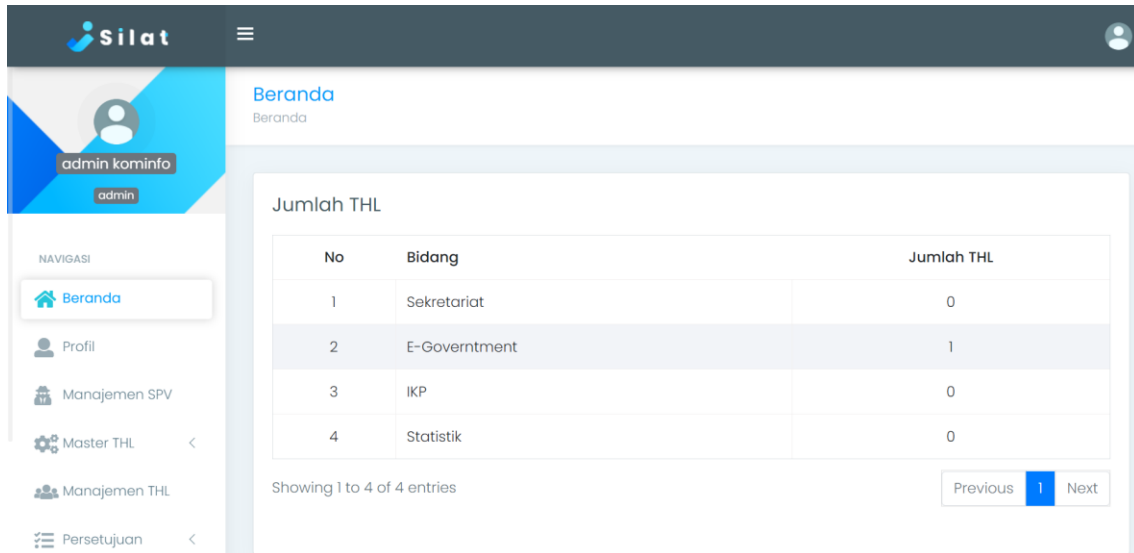 Silat
admin kominfo
admin
NAVIGASI
Beranda
Profil
Manajemen SPV
Master THL
Manajemen THL
Persetujuan
Beranda
Beranda
Jumlah THL
No Bidang Jumlah THL
1 Sekretariat 0
2 E-Governtment 1
3 IKP 0
4 Statistik 0
Showing 1 to 4 of 4 entries
Previous 1 Next